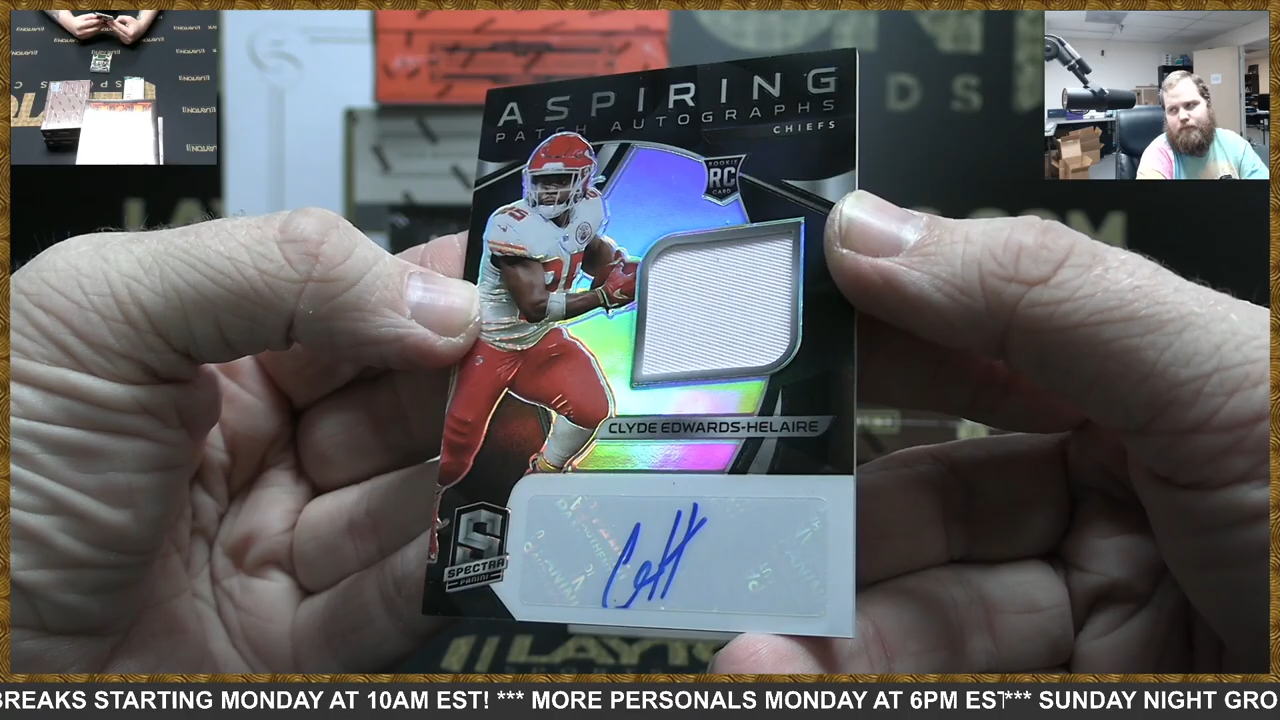 ASPIRING
PATCH AUTOGRAPHS
CHIEFS
ROOKIE
RC
CARD
CLYDE EDWARDS-HELAIRE
S
SPECTRA
PANINI
LAYTON
BREAKS STARTING MONDAY AT 10AM EST! *** MORE PERSONALS MONDAY AT 6PM EST*** SUNDAY NIGHT GRO